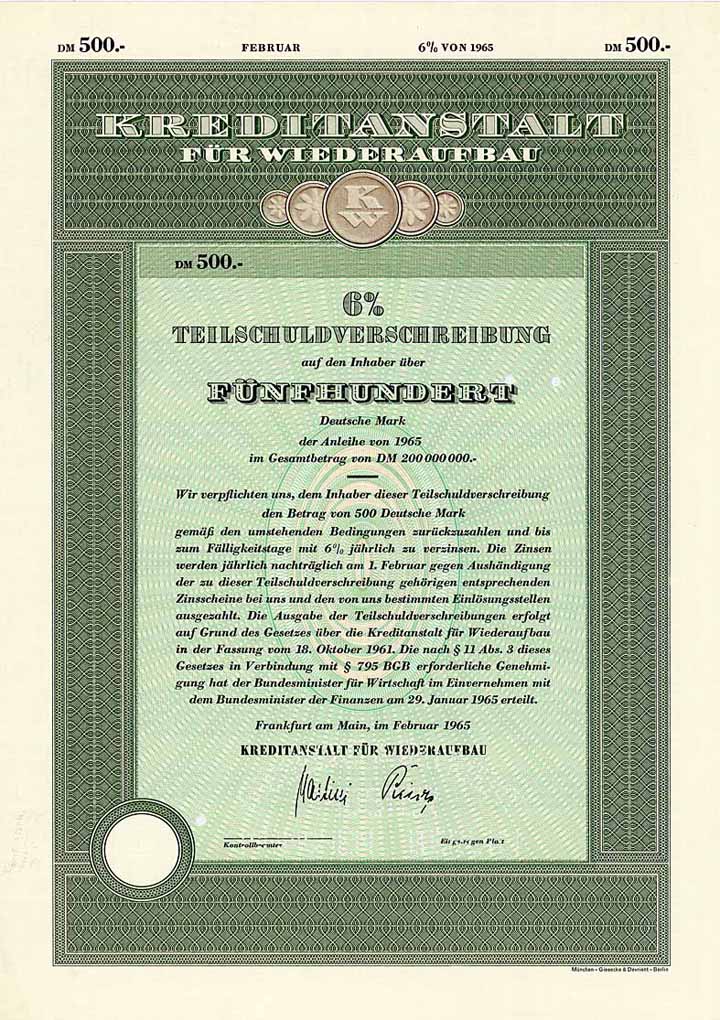 DM 500.- FEBRUAR 6% VON 1965 DM 500.-
KREDITANSTALT
FÜR WIEDERAUFBAU
KW
DM 500.-
6%
TEILSCHULDVERSCHREIBUNG
auf den Inhaber über
FÜNFHUNDERT
Deutsche Mark
der Anleihe von 1965
im Gesamtbetrag von DM 200 000 000.-
Wir verpflichten uns, dem Inhaber dieser Teilschuldverschreibung
den Betrag von 500 Deutsche Mark
gemäß den umstehenden Bedingungen zurückzuzahlen und bis
zum Fälligkeitstage mit 6% jährlich zu verzinsen. Die Zinsen
werden jährlich nachträglich am 1. Februar gegen Aushändigung
der zu dieser Teilschuldverschreibung gehörigen entsprechenden
Zinsscheine bei uns und den von uns bestimmten Einlösungsstellen
ausgezahlt. Die Ausgabe der Teilschuldverschreibungen erfolgt
auf Grund des Gesetzes über die Kreditanstalt für Wiederaufbau
in der Fassung vom 18. Oktober 1961. Die nach § 11 Abs. 3 dieses
Gesetzes in Verbindung mit § 795 BGB erforderliche Genehmi-
gung hat der Bundesminister für Wirtschaft im Einvernehmen mit
dem Bundesminister der Finanzen am 29. Januar 1965 erteilt.
Frankfurt am Main, im Februar 1965
KREDITANSTALT FÜR WIEDERAUFBAU
Kontrollbeamter
München - Giesecke & Devrient - Berlin